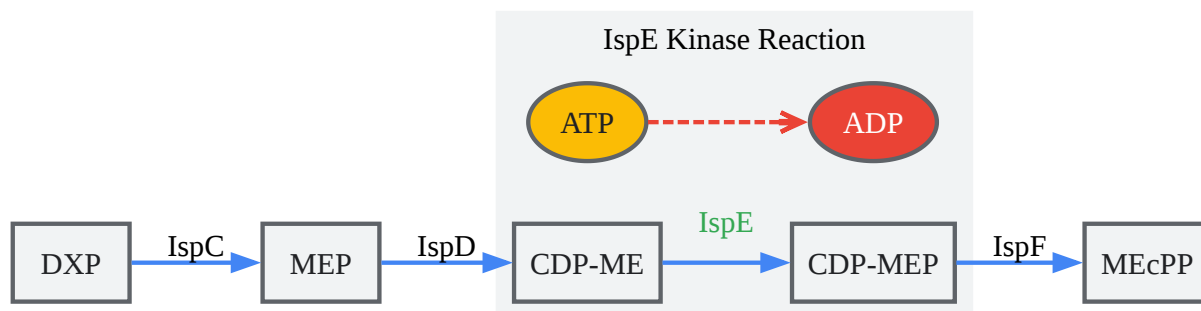 IspE Kinase Reaction
ATP
ADP
IspE
IspC
IspD
IspF
DXP
MEP
CDP-ME
CDP-MEP
MEcPP